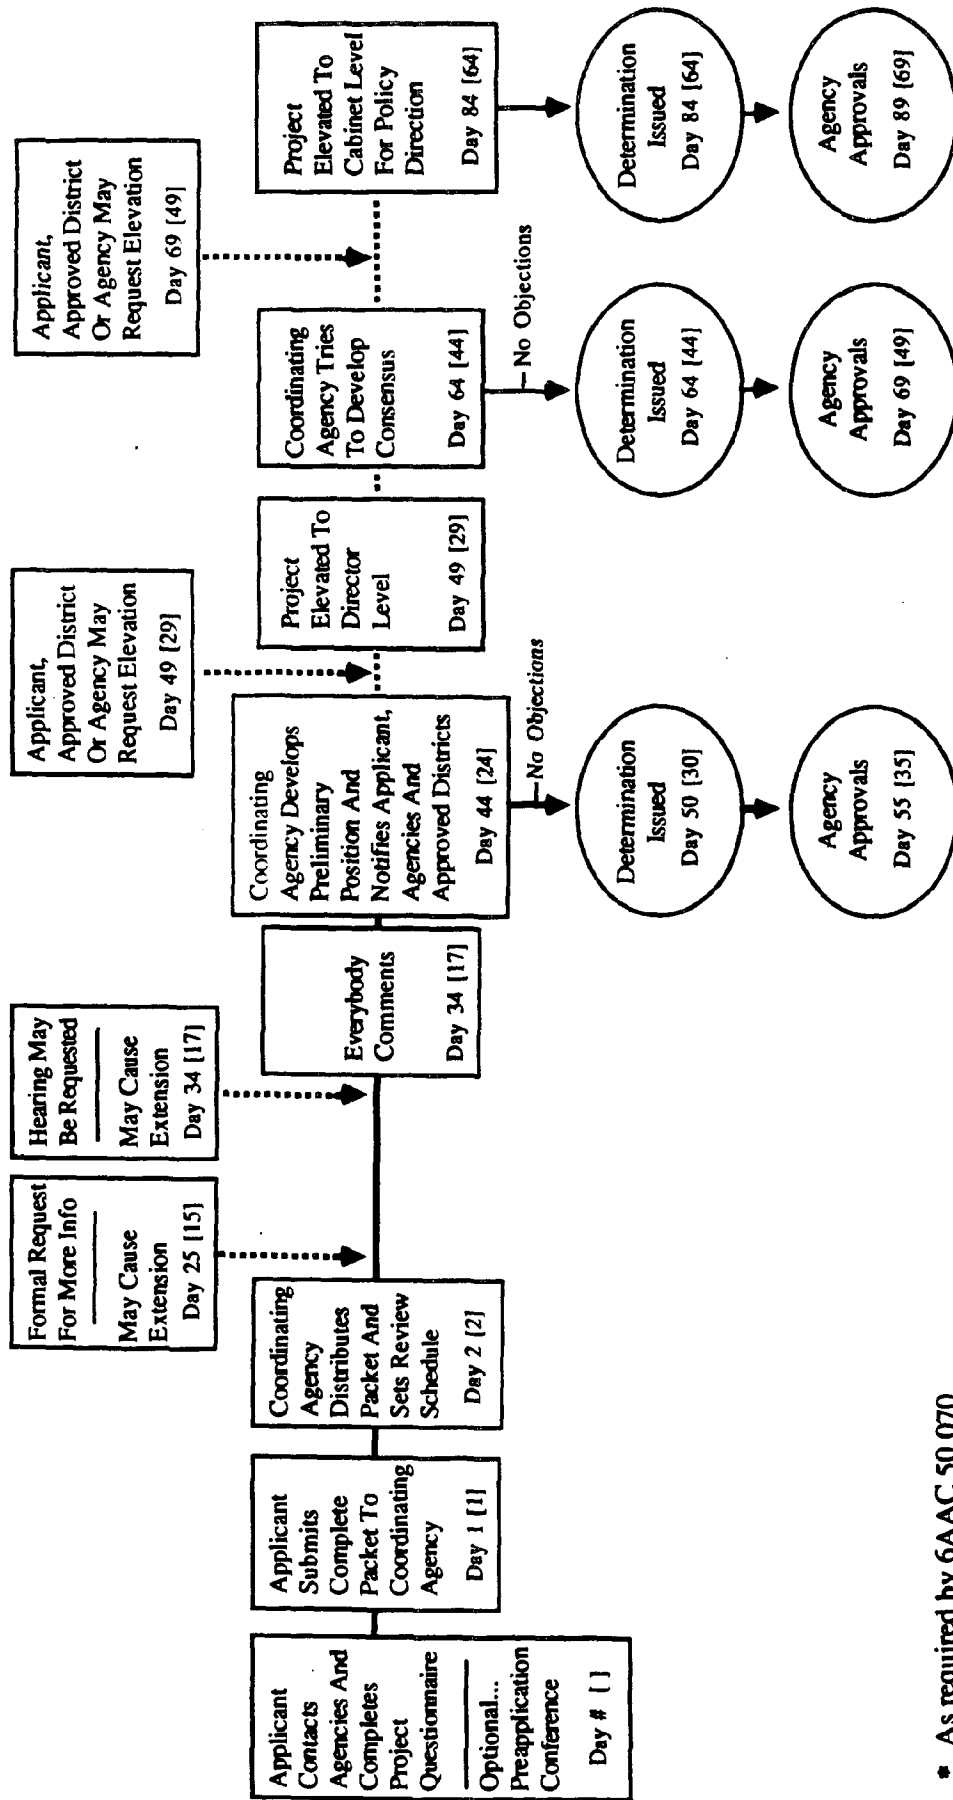 Applicant
Contacts
Agencies And
Completes
Project
Questionnaire
Optional...
Preapplication
Conference
Day # [ ]
Applicant
Submits
Complete
Packet To
Coordinating
Agency
Day 1 [1]
Coordinating
Agency
Distributes
Packet And
Sets Review
Schedule
Day 2 [2]
Formal Request
For More Info
May Cause
Extension
Day 25 [15]
Hearing May
Be Requested
May Cause
Extension
Day 34 [17]
Everybody
Comments
Day 34 [17]
Coordinating
Agency Develops
Preliminary
Position And
Notifies Applicant,
Agencies And
Approved Districts
Day 44 [24]
No Objections
Determination
Issued
Day 50 [30]
Agency
Approvals
Day 55 [35]
Applicant,
Approved District
Or Agency May
Request Elevation
Day 49 [29]
Project
Elevated To
Director
Level
Day 49 [29]
Coordinating
Agency Tries
To Develop
Consensus
Day 64 [44]
No Objections
Determination
Issued
Day 64 [44]
Agency
Approvals
Day 69 [49]
Applicant,
Approved District
Or Agency May
Request Elevation
Day 69 [49]
Project
Elevated To
Cabinet Level
For Policy
Direction
Day 84 [64]
Determination
Issued
Day 84 [64]
Agency
Approvals
Day 89 [69]
* As required by 6AAC 50.070